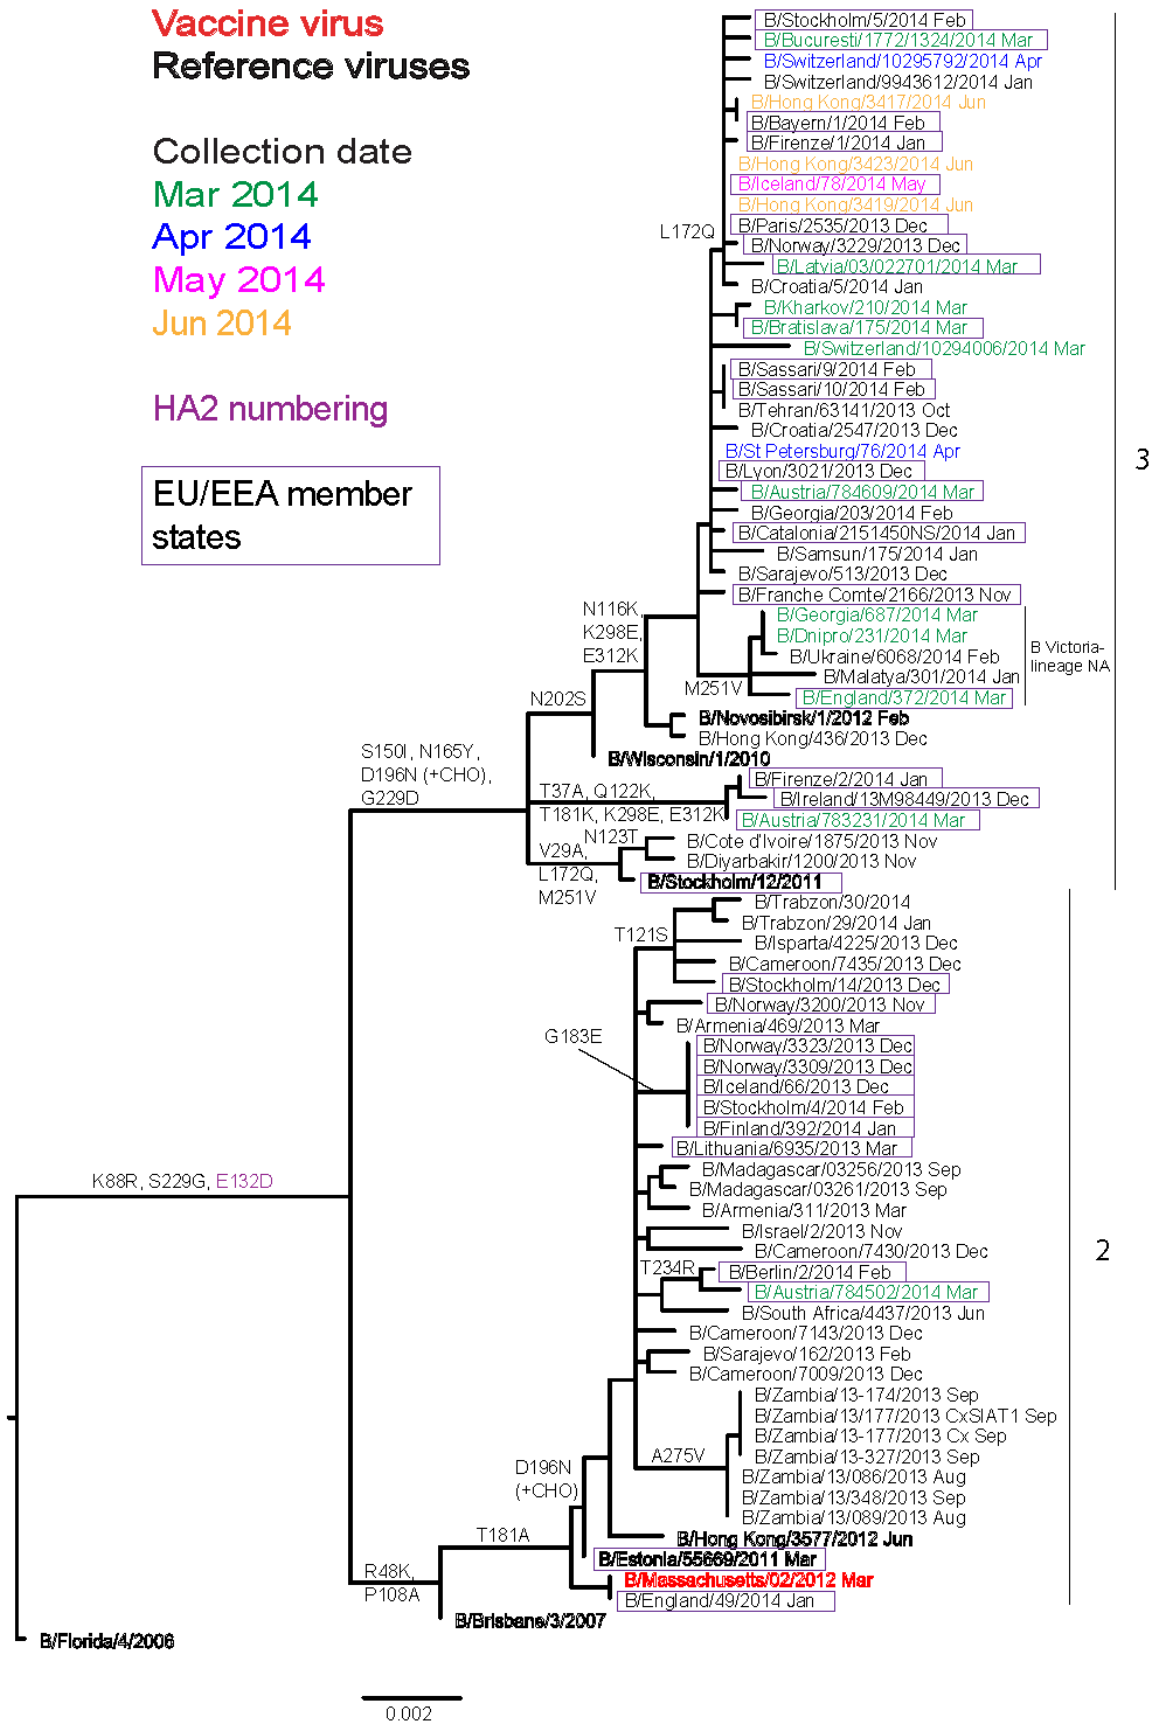 Vaccine virus
Reference viruses
Collection date
Mar 2014
Apr 2014
May 2014
Jun 2014
HA2 numbering
EU/EEA member
states
B/Stockholm/5/2014 Feb
B/Bucuresti/1772/1324/2014 Mar
B/Switzerland/10295792/2014 Apr
B/Switzerland/9943612/2014 Jan
B/Hong Kong/3417/2014 Jun
B/Bayern/1/2014 Feb
B/Firenze/1/2014 Jan
B/Hong Kong/3423/2014 Jun
B/Iceland/78/2014 May
B/Hong Kong/3419/2014 Jun
B/Paris/2535/2013 Dec
L172Q
B/Norway/3229/2013 Dec
B/Latvia/03/022701/2014 Mar
B/Croatia/5/2014 Jan
B/Kharkov/210/2014 Mar
B/Bratislava/175/2014 Mar
B/Switzerland/10294006/2014 Mar
B/Sassari/9/2014 Feb
B/Sassari/10/2014 Feb
B/Tehran/63141/2013 Oct
B/Croatia/2547/2013 Dec
B/St Petersburg/76/2014 Apr
B/Lyon/3021/2013 Dec
3
B/Austria/784609/2014 Mar
B/Georgia/203/2014 Feb
B/Catalonia/2151450NS/2014 Jan
B/Samsun/175/2014 Jan
B/Sarajevo/513/2013 Dec
B/Franche Comte/2166/2013 Nov
N116K,
K298E,
E312K
B/Georgia/687/2014 Mar
B/Dnipro/231/2014 Mar
B/Ukraine/6068/2014 Feb
B Victoria-
lineage NA
B/Malatya/301/2014 Jan
M251V
B/England/372/2014 Mar
N202S
B/Novosibirsk/1/2012 Feb
B/Hong Kong/436/2013 Dec
B/Wisconsin/1/2010
S150I, N165Y,
D196N (+CHO),
G229D
B/Firenze/2/2014 Jan
T37A, Q122K,
B/Ireland/13M98449/2013 Dec
T181K, K298E, E312K
B/Austria/783231/2014 Mar
N123T
B/Cote d'Ivoire/1875/2013 Nov
V29A,
B/Diyarbakir/1200/2013 Nov
L172Q,
B/Stockholm/12/2011
M251V
B/Trabzon/30/2014
B/Trabzon/29/2014 Jan
T121S
B/Isparta/4225/2013 Dec
B/Cameroon/7435/2013 Dec
B/Stockholm/14/2013 Dec
B/Norway/3200/2013 Nov
B/Armenia/469/2013 Mar
G183E
B/Norway/3323/2013 Dec
B/Norway/3309/2013 Dec
B/Iceland/66/2013 Dec
B/Stockholm/4/2014 Feb
B/Finland/392/2014 Jan
B/Lithuania/6935/2013 Mar
B/Madagascar/03256/2013 Sep
K88R, S229G, E132D
B/Madagascar/03261/2013 Sep
B/Armenia/311/2013 Mar
B/Israel/2/2013 Nov
B/Cameroon/7430/2013 Dec
2
T234R
B/Berlin/2/2014 Feb
B/Austria/784502/2014 Mar
B/South Africa/4437/2013 Jun
B/Cameroon/7143/2013 Dec
B/Sarajevo/162/2013 Feb
B/Cameroon/7009/2013 Dec
B/Zambia/13-174/2013 Sep
B/Zambia/13/177/2013 CxSIAT1 Sep
B/Zambia/13-177/2013 Cx Sep
A275V
B/Zambia/13-327/2013 Sep
B/Zambia/13/086/2013 Aug
B/Zambia/13/348/2013 Sep
B/Zambia/13/089/2013 Aug
D196N
(+CHO)
T181A
B/Hong Kong/3577/2012 Jun
B/Estonia/55669/2011 Mar
B/Massachusetts/02/2012 Mar
B/England/49/2014 Jan
R48K,
P108A
B/Brisbane/3/2007
B/Florida/4/2006
0.002